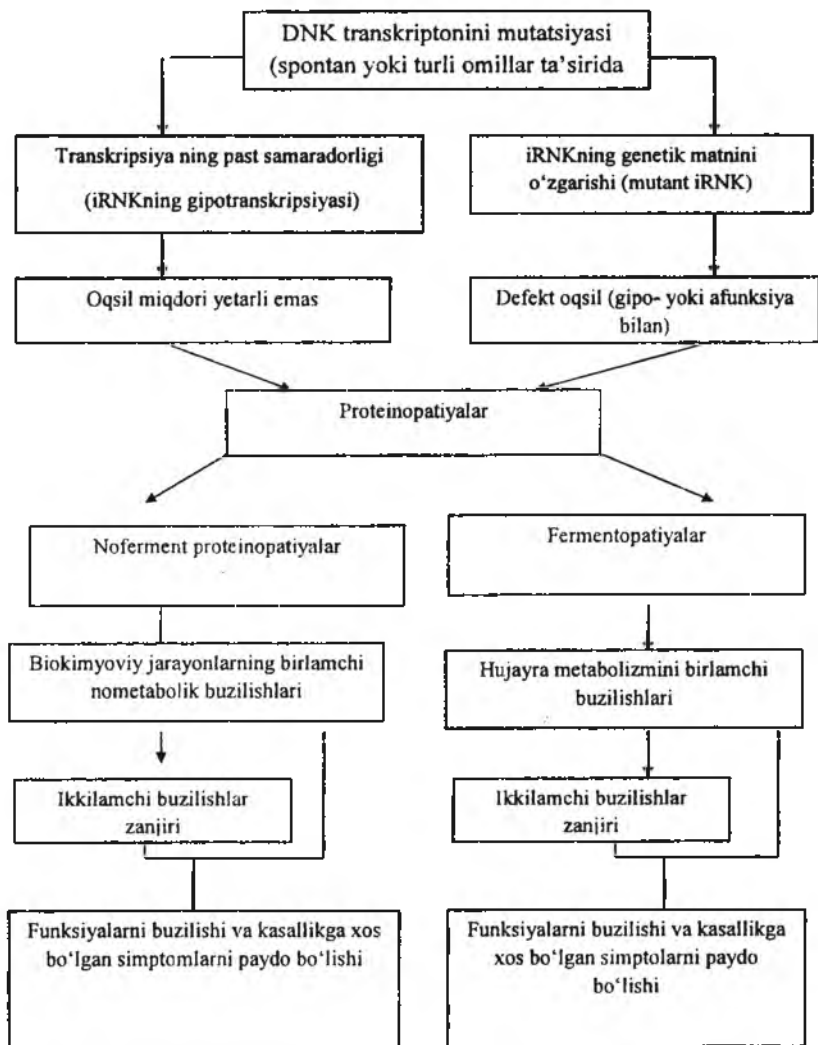 DNK transkriptonini mutatsiyasi
(spontan yoki turli omillar ta’sirida
Transkripsiya ning past samaradorligi
(iRNKning gipotranskripsiyasi)
iRNKning genetik matnini
o‘zgarishi (mutant iRNK)
Oqsil miqdori yetarli emas
Defekt oqsil (gipo- yoki afunksiya
bilan)
Proteinopatiyalar
Noferment proteinopatiyalar
Fermentopatiyalar
Biokimyoviy jarayonlarning birlamchi
nometabolik buzilishlari
Hujayra metabolizmini birlamchi
buzilishlari
Ikkilamchi buzilishlar
zanjiri
Ikkilamchi buzilishlar
zanjiri
Funksiyalarni buzilishi va kasallikga xos
bo‘lgan simptomlarni paydo bo‘lishi
Funksiyalarni buzilishi va kasallikga
xos bo‘lgan simptolarni paydo
bo‘lishi